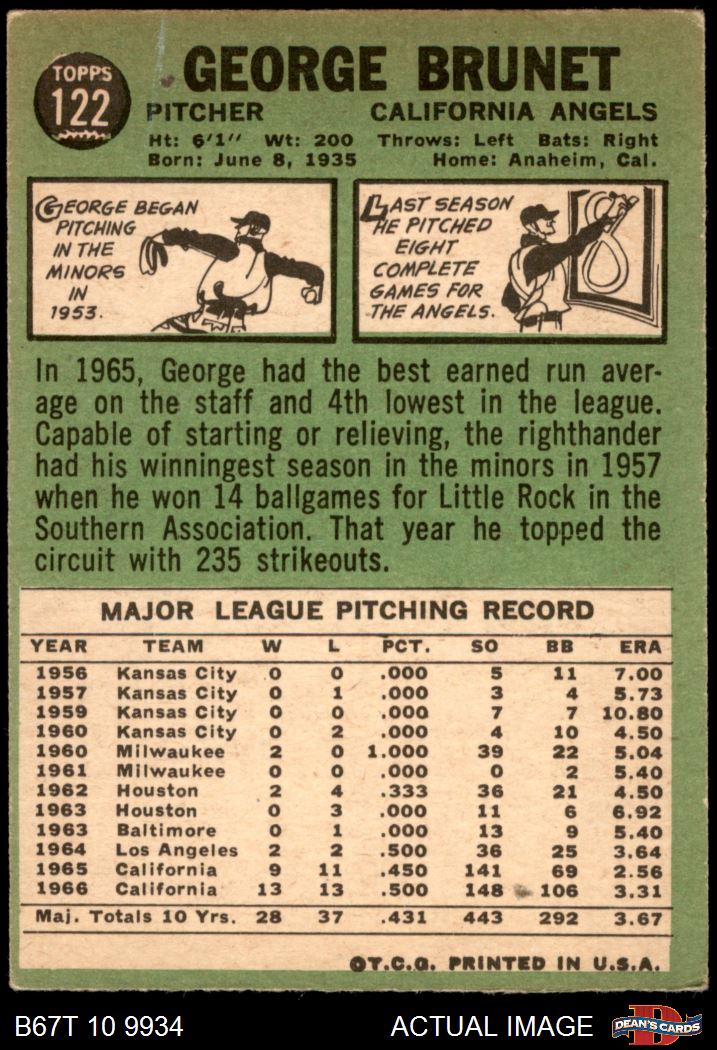 TOPPS
122
GEORGE BRUNET
PITCHER CALIFORNIA ANGELS
Ht: 6'1" Wt: 200 Throws: Left Bats: Right
Born: June 8, 1935 Home: Anaheim, Cal.
GEORGE BEGAN
PITCHING
IN THE
MINORS
IN
1953.
LAST SEASON
HE PITCHED
EIGHT
COMPLETE
GAMES FOR
THE ANGELS.
8
In 1965, George had the best earned run aver-
age on the staff and 4th lowest in the league.
Capable of starting or relieving, the righthander
had his winningest season in the minors in 1957
when he won 14 ballgames for Little Rock in the
Southern Association. That year he topped the
circuit with 235 strikeouts.
MAJOR LEAGUE PITCHING RECORD
YEAR TEAM W L PCT. SO BB ERA
1956 Kansas City 0 0 .000 5 11 7.00
1957 Kansas City 0 1 .000 3 4 5.73
1959 Kansas City 0 0 .000 7 7 10.80
1960 Kansas City 0 2 .000 4 10 4.50
1960 Milwaukee 2 0 1.000 39 22 5.04
1961 Milwaukee 0 0 .000 0 2 5.40
1962 Houston 2 4 .333 36 21 4.50
1963 Houston 0 3 .000 11 6 6.92
1963 Baltimore 0 1 .000 13 9 5.40
1964 Los Angeles 2 2 .500 36 25 3.64
1965 California 9 11 .450 141 69 2.56
1966 California 13 13 .500 148 106 3.31
Maj. Totals 10 Yrs. 28 37 .431 443 292 3.67
©T.C.G. PRINTED IN U.S.A.
B67T 10 9934 ACTUAL IMAGE
D
DEAN'S CARDS